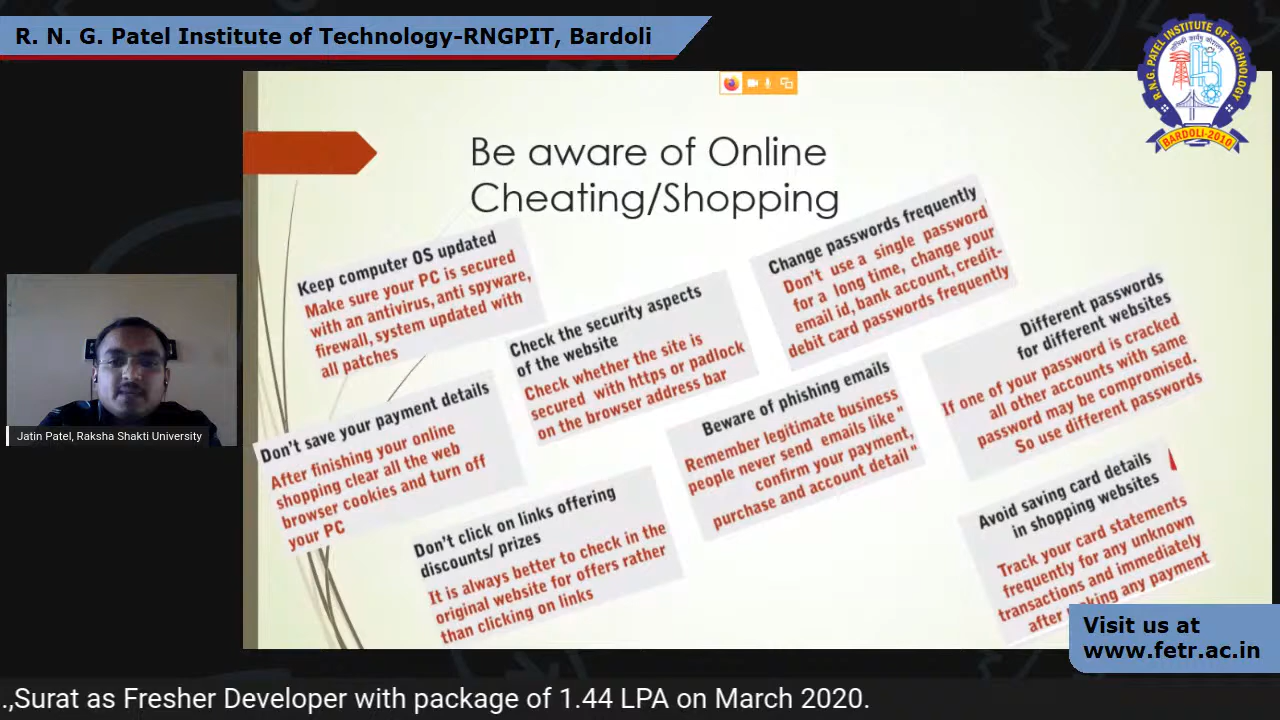 R. N. G. Patel Institute of Technology-RNGPIT, Bardoli
R. N. G. PATEL INSTITUTE OF TECHNOLOGY
BARDOLI-2010
Be aware of Online
Cheating/Shopping
Keep computer OS updated
Make sure your PC is secured
with an antivirus, anti spyware,
firewall, system updated with
all patches
Check the security aspects
of the website
Check whether the site is
secured with https or padlock
on the browser address bar
Change passwords frequently
Don't use a single password
for a long time, change your
email id, bank account, credit-
debit card passwords frequently
Different passwords
for different websites
If one of your password is cracked
all other accounts with same
password may be compromised.
So use different passwords
Don't save your payment details
After finishing your online
shopping clear all the web
browser cookies and turn off
your PC
Don't click on links offering
discounts/ prizes
It is always better to check in the
original website for offers rather
than clicking on links
Beware of phishing emails
Remember legitimate business
people never send emails like "
confirm your payment,
purchase and account detail"
Avoid saving card details
in shopping websites
Track your card statements
frequently for any unknown
transactions and immediately
after making any payment
Jatin Patel, Raksha Shakti University
Visit us at
www.fetr.ac.in
.,Surat as Fresher Developer with package of 1.44 LPA on March 2020.